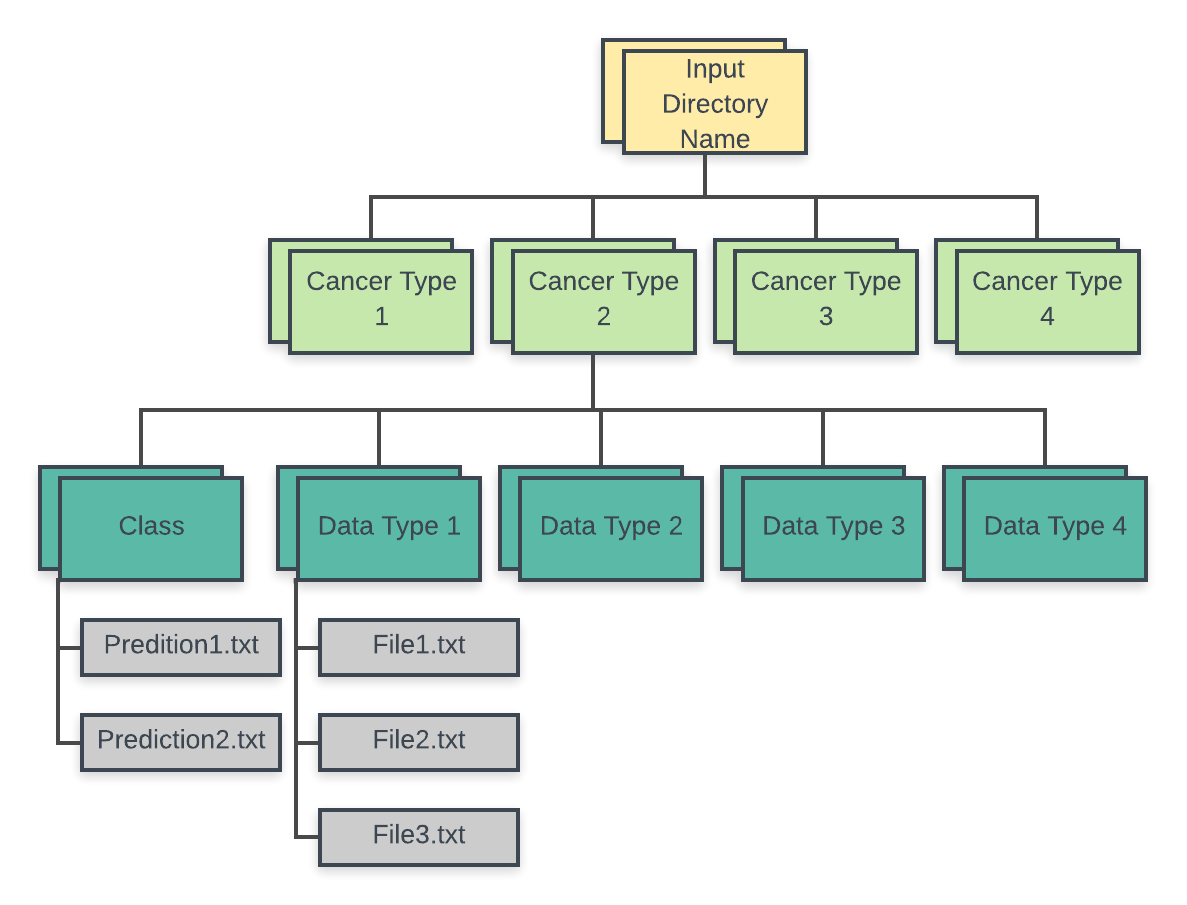 Input
Directory
Name
Cancer Type
1
Cancer Type
2
Cancer Type
3
Cancer Type
4
Class
Data Type 1
Data Type 2
Data Type 3
Data Type 4
Predition1.txt
File1.txt
Prediction2.txt
File2.txt
File3.txt